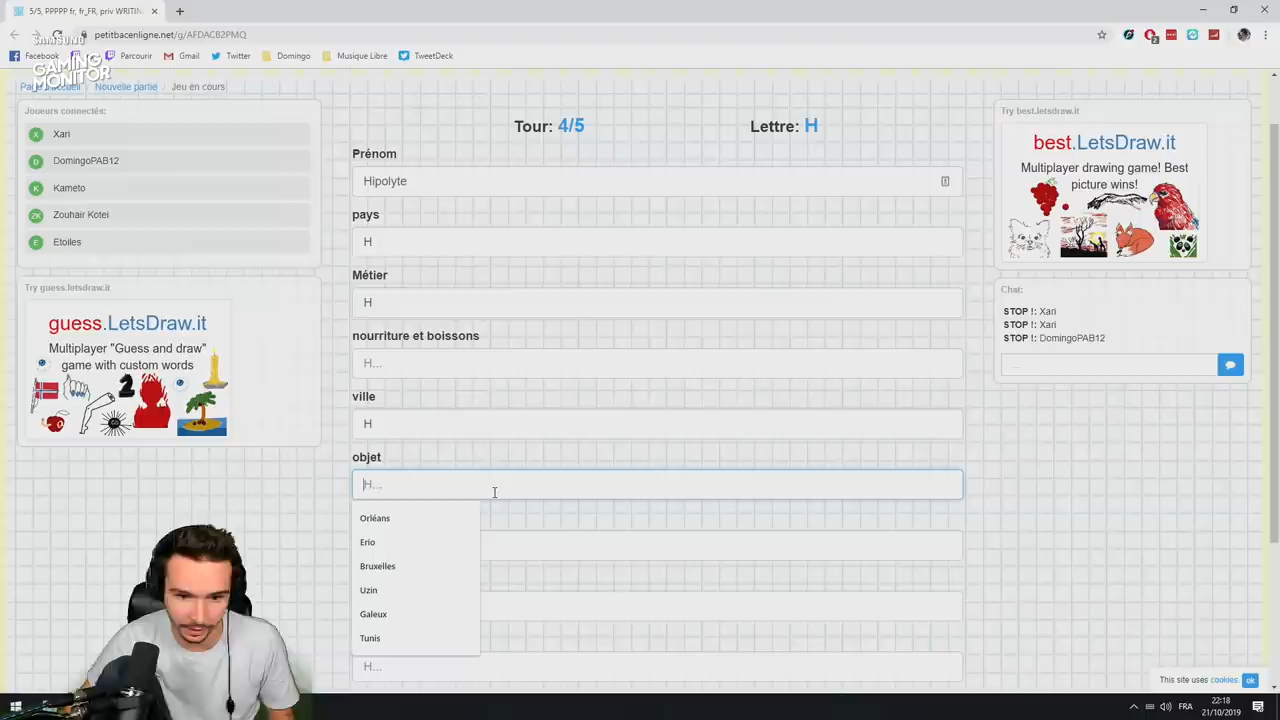 5/5, PPPPP fr, fr_FR, priv WRITIN
petitbacenligne.net/g/AFDACB2PMQ
SAMSUNG
GAMING
MONITOR
Facebook
Parcourir
Gmail
Twitter
Domingo
Musique Libre
TweetDeck
Nouvelle partie / Jeu en cours
Joueurs connectés:
X Xari
D DomingoPAB12
K Kameto
ZK Zouhair Kotei
E Etoiles
Try guess.letsdraw.it
guess.LetsDraw.it
Multiplayer "Guess and draw"
game with custom words
Tour: 4/5
Lettre: H
Prénom
Hipolyte
pays
H
Métier
H
nourriture et boissons
H...
ville
H
objet
H...
Orléans
Erio
Bruxelles
Uzin
Galeux
Tunis
H...
Try best.letsdraw.it
best.LetsDraw.it
Multiplayer drawing game! Best
picture wins!
Chat:
STOP !: Xari
STOP !: Xari
STOP !: DomingoPAB12
...
This site uses cookies. ok
FRA
22:18
21/10/2019